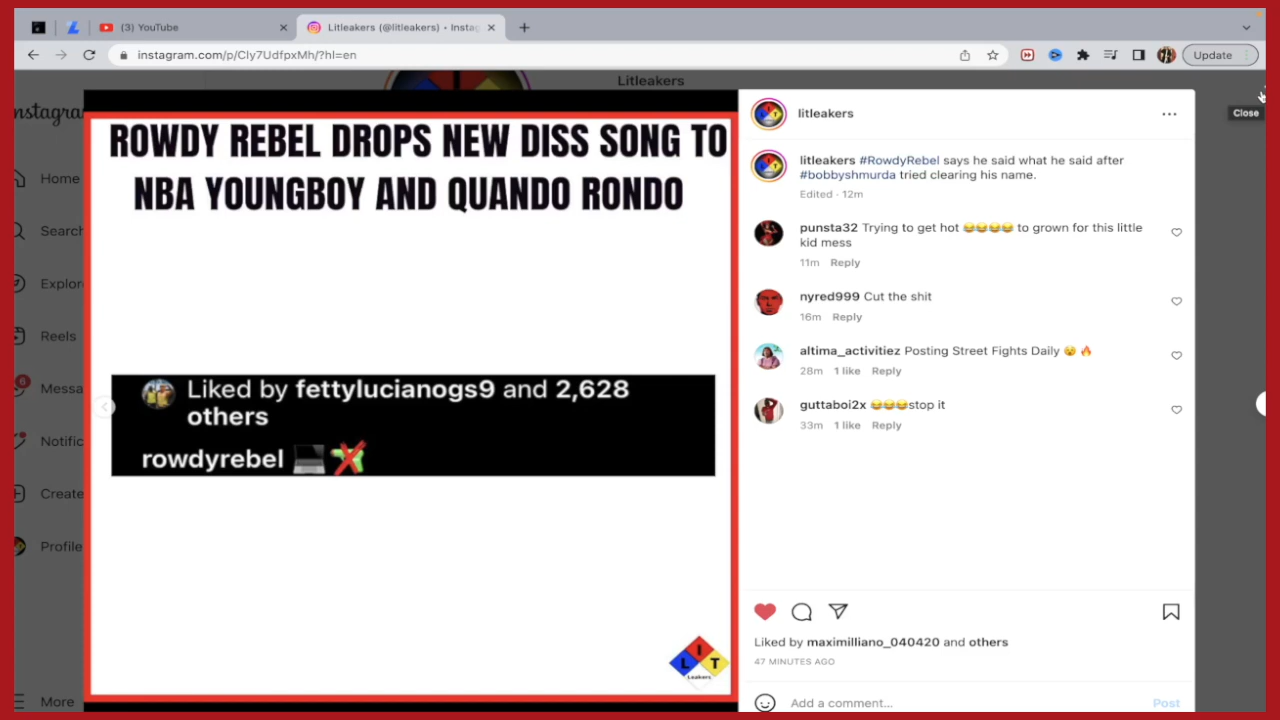 (3) YouTube
Litleakers (@litleakers) • Insta
instagram.com/p/Cly7UdfpxMh/?hl=en
Update
Litleakers
Close
Home
Search
Explor
Reels
Messa
6
Notific
Create
Profile
More
ROWDY REBEL DROPS NEW DISS SONG TO
NBA YOUNGBOY AND QUANDO RONDO
Liked by fettylucianogs9 and 2,628
others
rowdyrebel
L I T
Leakers
litleakers
litleakers #RowdyRebel says he said what he said after
#bobbyshmurda tried clearing his name.
Edited · 12m
punsta32 Trying to get hot 😂😂😂😂 to grown for this little
kid mess
11m Reply
nyred999 Cut the shit
16m Reply
altima_activitiez Posting Street Fights Daily 😵 🔥
28m 1 like Reply
guttaboi2x 😂😂😂stop it
33m 1 like Reply
Liked by maximilliano_040420 and others
47 MINUTES AGO
Add a comment...
Post